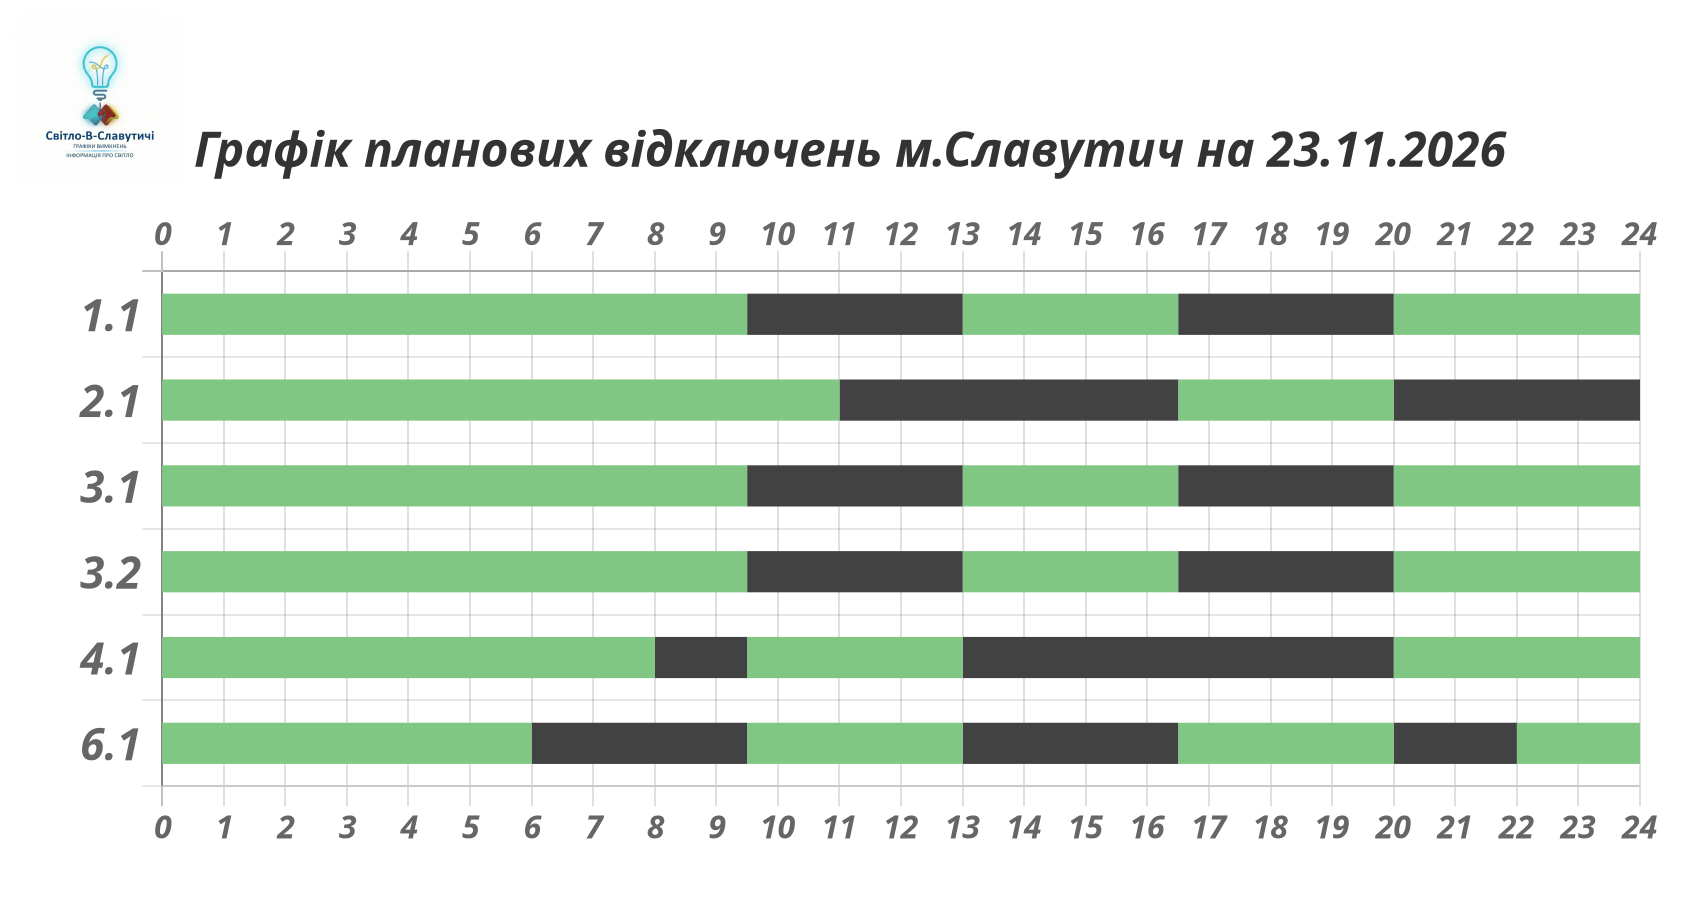 Світло-В-Славутичі
ГРАФІКИ ВИМКНЕНЬ
ІНФОРМАЦІЯ ПРО СВІТЛО
Графік планових відключень м.Славутич на 23.11.2026
0 1 2 3 4 5 6 7 8 9 10 11 12 13 14 15 16 17 18 19 20 21 22 23 24
1.1
2.1
3.1
3.2
4.1
6.1
0 1 2 3 4 5 6 7 8 9 10 11 12 13 14 15 16 17 18 19 20 21 22 23 24